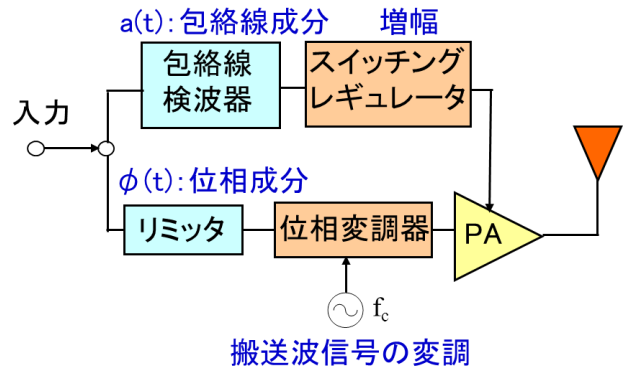 a(t):包絡線成分
増幅
包絡線
検波器
スイッチング
レギュレータ
入力
φ(t):位相成分
リミッタ
位相変調器
PA
fc
搬送波信号の変調